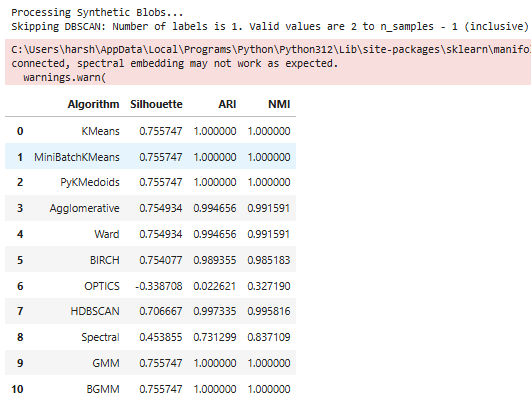 Processing Synthetic Blobs...
Skipping DBSCAN: Number of labels is 1. Valid values are 2 to n_samples - 1 (inclusive)
C:\Users\harsh\AppData\Local\Programs\Python\Python312\Lib\site-packages\sklearn\manifol
connected, spectral embedding may not work as expected.
warnings.warn(
Algorithm Silhouette ARI NMI
0 KMeans 0.755747 1.000000 1.000000
1 MiniBatchKMeans 0.755747 1.000000 1.000000
2 PyKMedoids 0.755747 1.000000 1.000000
3 Agglomerative 0.754934 0.994656 0.991591
4 Ward 0.754934 0.994656 0.991591
5 BIRCH 0.754077 0.989355 0.985183
6 OPTICS -0.338708 0.022621 0.327190
7 HDBSCAN 0.706667 0.997335 0.995816
8 Spectral 0.453855 0.731299 0.837109
9 GMM 0.755747 1.000000 1.000000
10 BGMM 0.755747 1.000000 1.000000